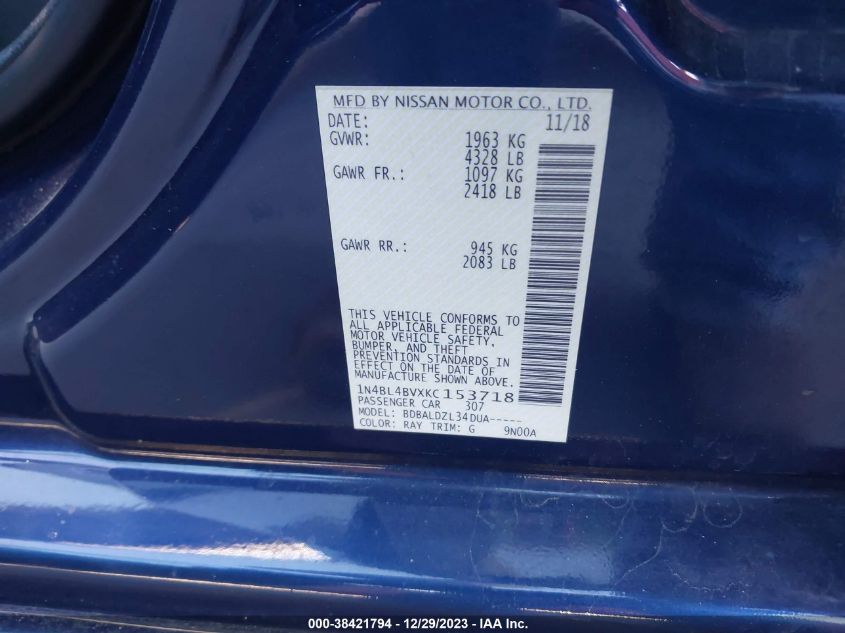 MFD BY NISSAN MOTOR CO., LTD.
DATE: 11/18
GVWR: 1963 KG
4328 LB
GAWR FR.: 1097 KG
2418 LB
GAWR RR.: 945 KG
2083 LB
THIS VEHICLE CONFORMS TO
ALL APPLICABLE FEDERAL
MOTOR VEHICLE SAFETY,
BUMPER, AND THEFT
PREVENTION STANDARDS IN
EFFECT ON THE DATE OF
MANUFACTURE SHOWN ABOVE.
1N4BL4BVXKC153718
PASSENGER CAR 307
MODEL: BDBALDZL34DUA-----
COLOR: RAY TRIM: G 9N00A
000-38421794 - 12/29/2023 - IAA Inc.